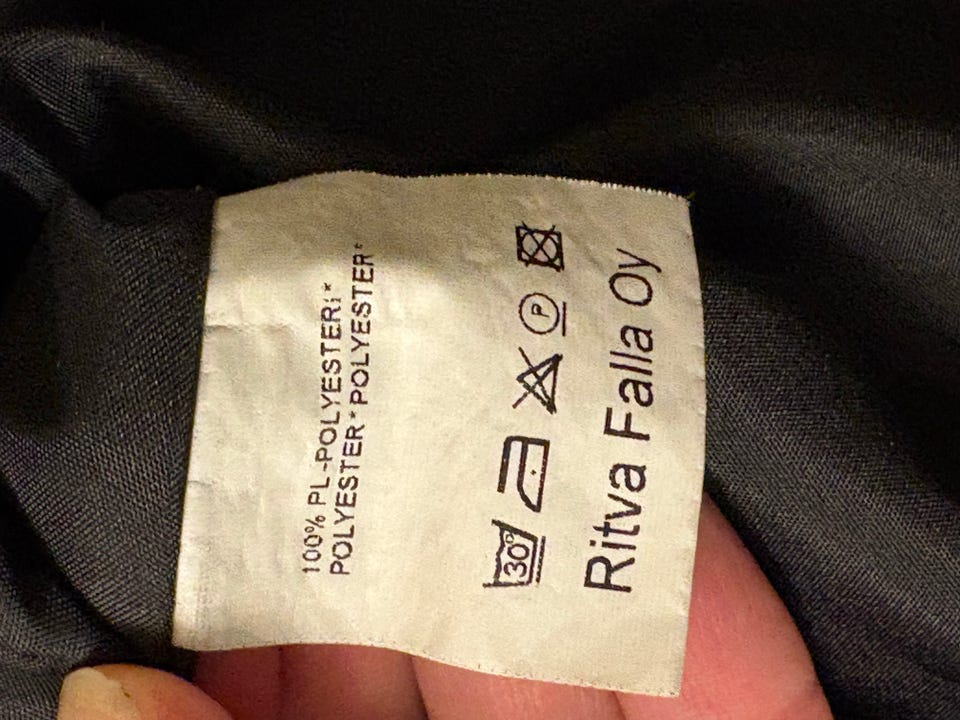 100% PL-POLYESTERI*
POLYESTER*POLYESTER*
30°
P
Ritva Falla Oy